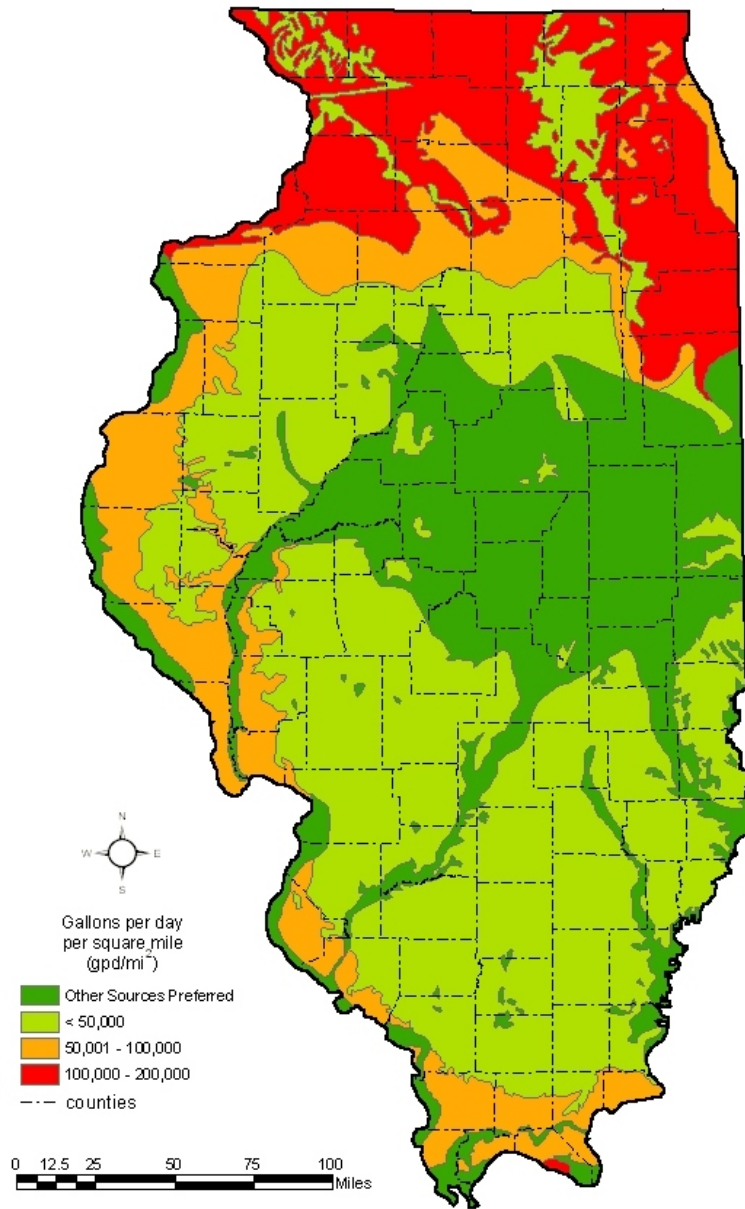 N
W E
S
Gallons per day
per square mile
(gpd/mi²)
Other Sources Preferred
< 50,000
50,001 - 100,000
100,000 - 200,000
counties
0 12.5 25 50 75 100
Miles